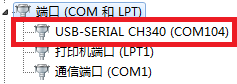 端口 (COM 和 LPT)
USB-SERIAL CH340 (COM104)
打印机端口 (LPT1)
通信端口 (COM1)